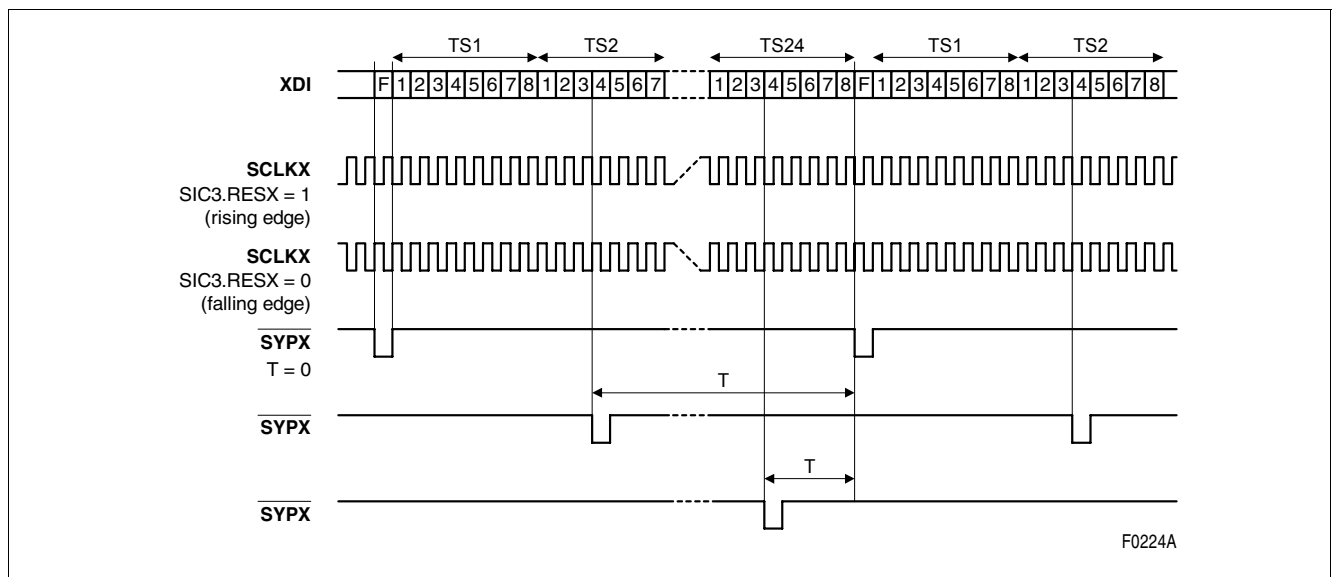 TS1 TS2 TS24 TS1 TS2
XDI F 1 2 3 4 5 6 7 8 1 2 3 4 5 6 7 1 2 3 4 5 6 7 8 F 1 2 3 4 5 6 7 8 1 2 3 4 5 6 7 8
SCLKX
SIC3.RESX = 1
(rising edge)
SCLKX
SIC3.RESX = 0
(falling edge)
SYPX
T = 0
T
SYPX
T
SYPX
F0224A